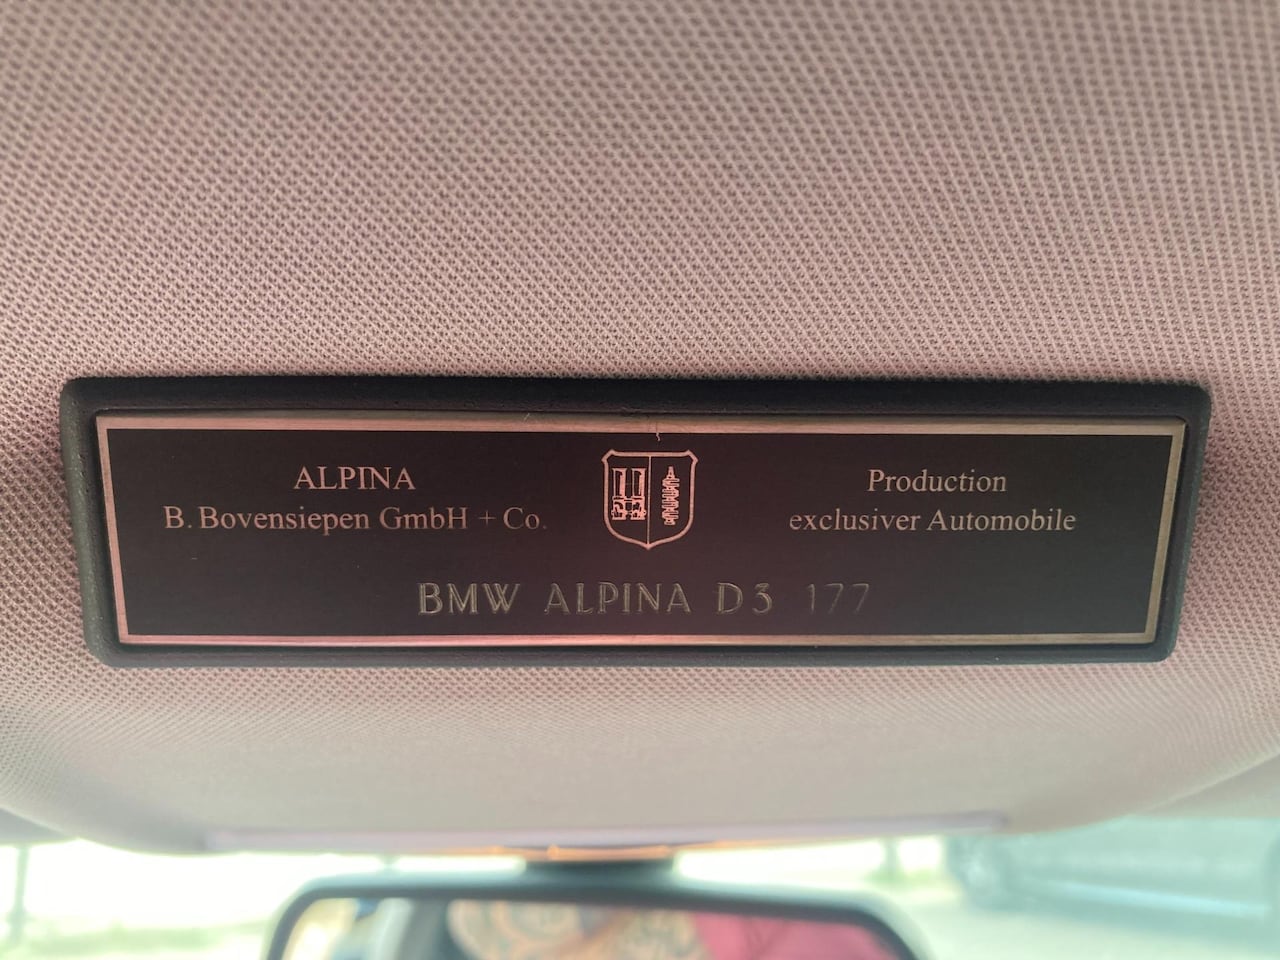 ALPINA
B. Bovensiepen GmbH + Co.
Production
exclusiver Automobile
BMW ALPINA D3 177